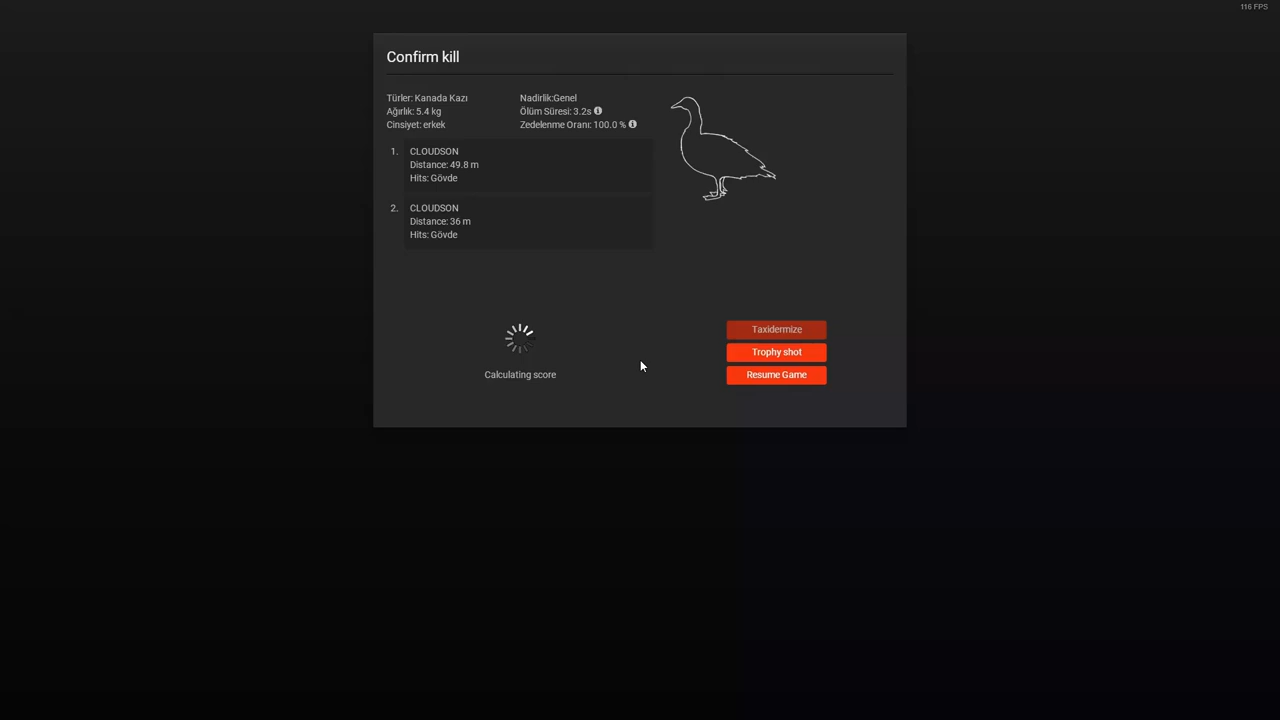 116 FPS
Confirm kill
Türler: Kanada Kazı
Ağırlık: 5.4 kg
Cinsiyet: erkek
Nadirlik:Genel
Ölüm Süresi: 3.2s
Zedelenme Oranı: 100.0 %
1. CLOUDSON
Distance: 49.8 m
Hits: Gövde
2. CLOUDSON
Distance: 36 m
Hits: Gövde
Calculating score
Taxidermize
Trophy shot
Resume Game